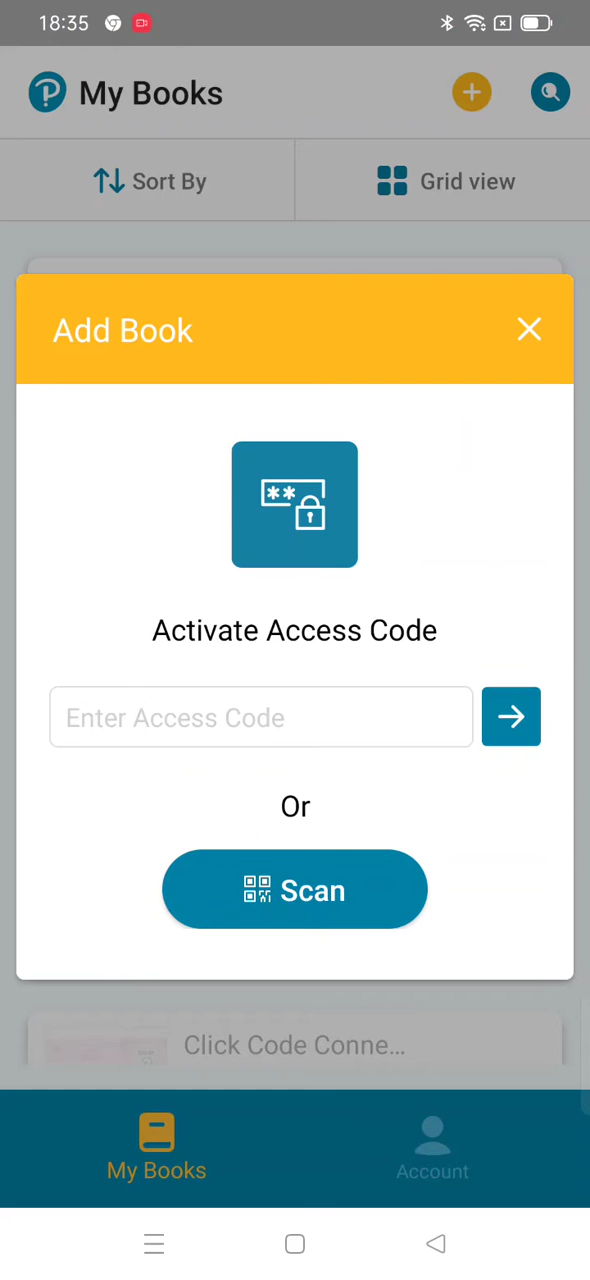 18:35
My Books
Sort By
Grid view
Add Book
**
Activate Access Code
Enter Access Code
Or
Scan
Click Code Conne...
My Books
Account